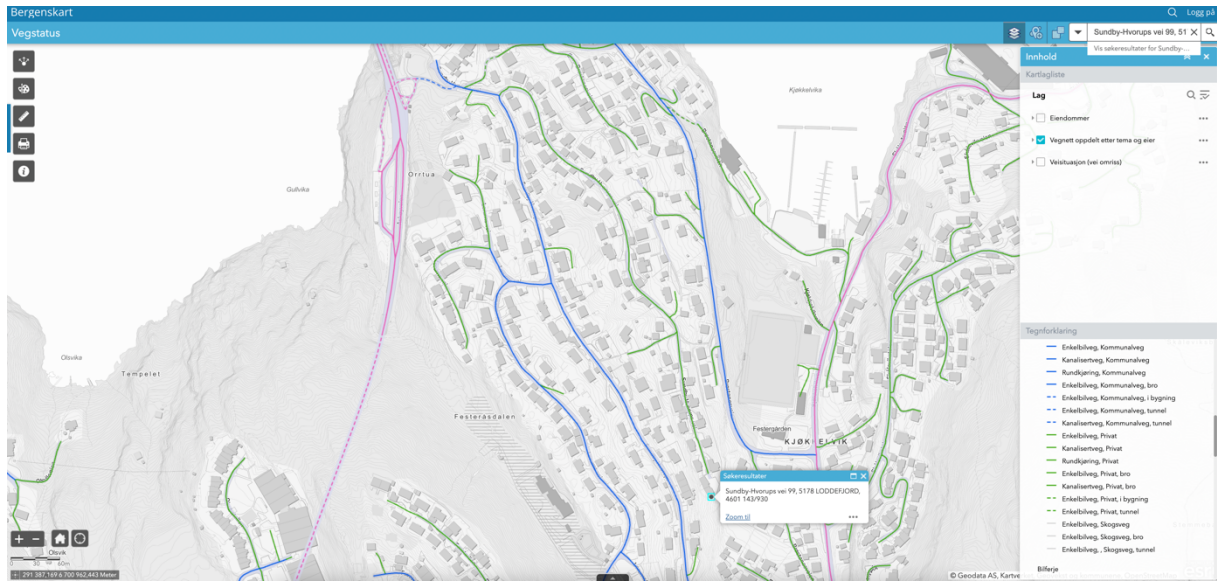 Bergenskart
Logg på
Vegstatus
Sundby-Hvorups vei 99, 51
Vis søkeresultater for Sundby-...
Innhold
Kartlagliste
Lag
Eiendommer
Vegnett oppdelt etter tema og eier
Veisituasjon (vei omriss)
Kjøkkelvika
Orrtua
Gullvika
Olsvika
Tempelet
Festeråsdalen
Festergården
KJØKKELVIK
Søkeresultater
Sundby-Hvorups vei 99, 5178 LODDEFJORD,
4601 143/930
Zoom til
Tegnforklaring
Enkelbilveg, Kommunalveg
Kanalisertveg, Kommunalveg
Rundkjøring, Kommunalveg
Enkelbilveg, Kommunalveg, bro
Enkelbilveg, Kommunalveg, i bygning
Enkelbilveg, Kommunalveg, tunnel
Kanalisertveg, Kommunalveg, tunnel
Enkelbilveg, Privat
Kanalisertveg, Privat
Rundkjøring, Privat
Enkelbilveg, Privat, bro
Kanalisertveg, Privat, bro
Enkelbilveg, Privat, i bygning
Enkelbilveg, Privat, tunnel
Enkelbilveg, Skogsveg
Enkelbilveg, Skogsveg, bro
Enkelbilveg, , Skogsveg, tunnel
Bilferje
Olsvik
0 30 60m
291 387,169 6 700 962,443 Meter
© Geodata AS, Kartve